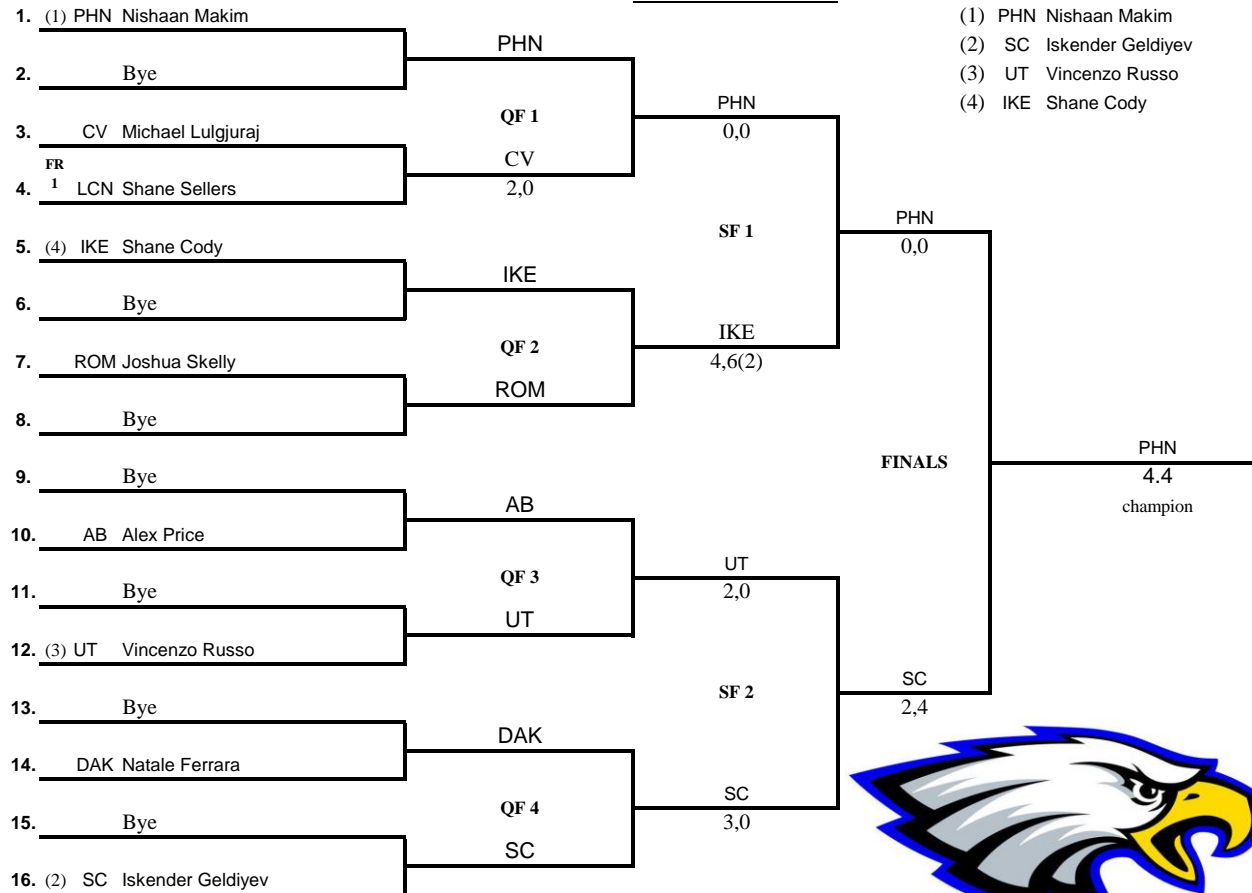 1. (1) PHN Nishaan Makim
2. Bye
3. CV Michael Lulgjuraj
FR
1
4. LCN Shane Sellers
5. (4) IKE Shane Cody
6. Bye
7. ROM Joshua Skelly
8. Bye
9. Bye
10. AB Alex Price
11. Bye
12. (3) UT Vincenzo Russo
13. Bye
14. DAK Natale Ferrara
15. Bye
16. (2) SC Iskender Geldiyev
PHN
QF 1
CV
2,0
IKE
QF 2
ROM
AB
QF 3
UT
DAK
QF 4
SC
PHN
0,0
SF 1
IKE
4,6(2)
UT
2,0
SF 2
SC
3,0
PHN
0,0
FINALS
SC
2,4
PHN
4.4
champion
(1) PHN Nishaan Makim
(2) SC Iskender Geldiyev
(3) UT Vincenzo Russo
(4) IKE Shane Cody